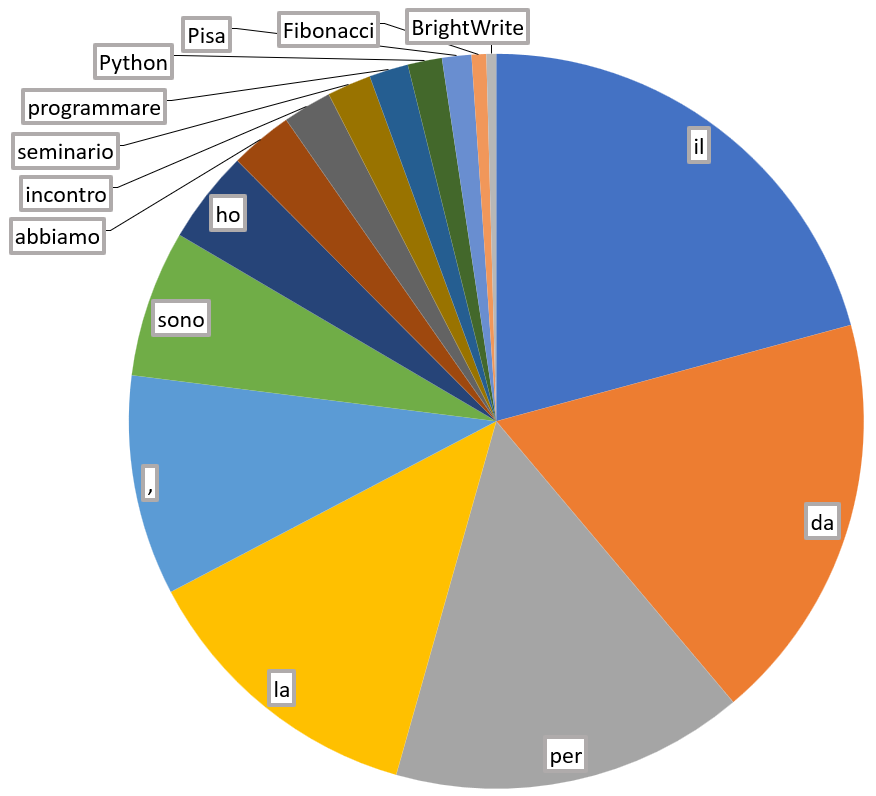 BrightWrite
Fibonacci
Pisa
Python
programmare
seminario
incontro
abbiamo
ho
sono
,
la
per
da
il